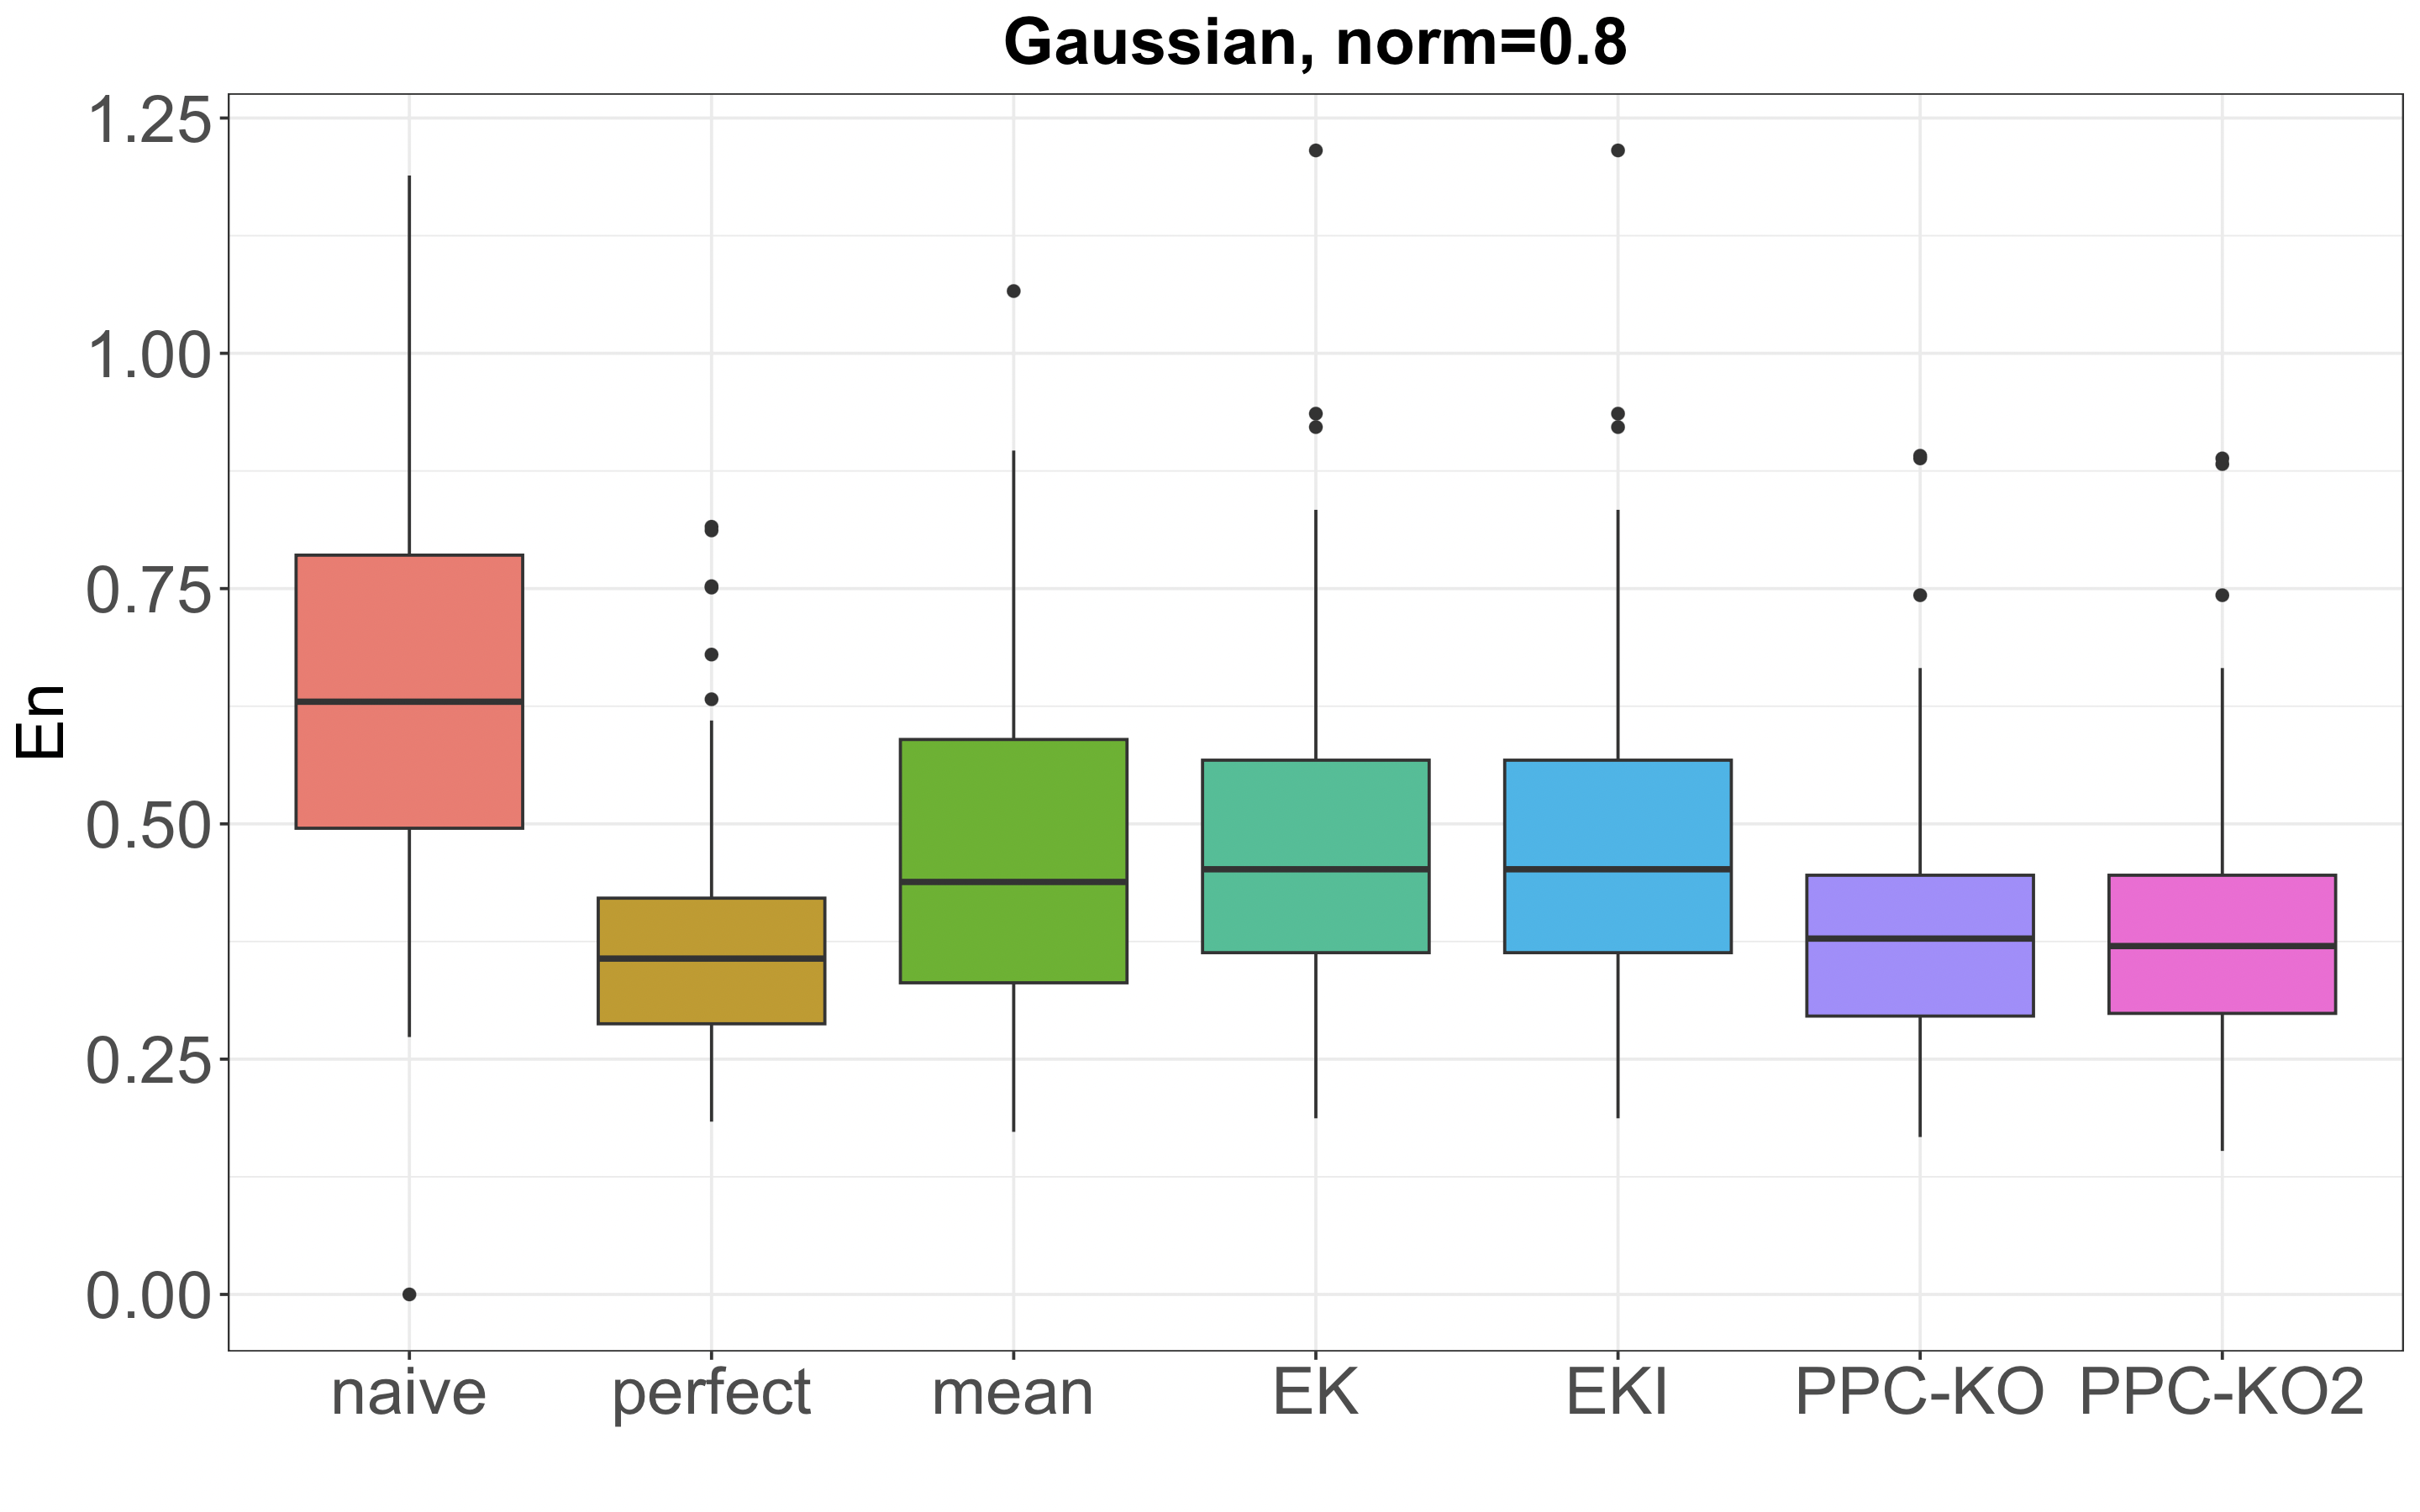 Gaussian, norm=0.8
1.25
1.00
0.75
0.50
0.25
0.00
En
naive perfect mean EK EKI PPC-KO PPC-KO2